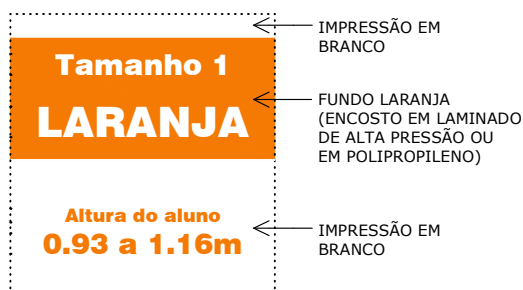 IMPRESSÃO EM
BRANCO
Tamanho 1
LARANJA
FUNDO LARANJA
(ENCOSTO EM LAMINADO
DE ALTA PRESSÃO OU
EM POLIPROPILENO)
Altura do aluno
0.93 a 1.16m
IMPRESSÃO EM
BRANCO